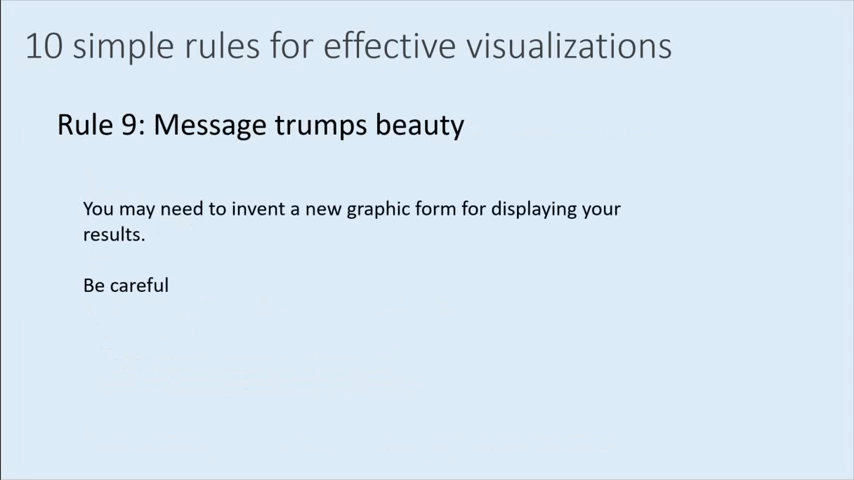 10 simple rules for effective visualizations
Rule 9: Message trumps beauty
You may need to invent a new graphic form for displaying your
results.
Be careful